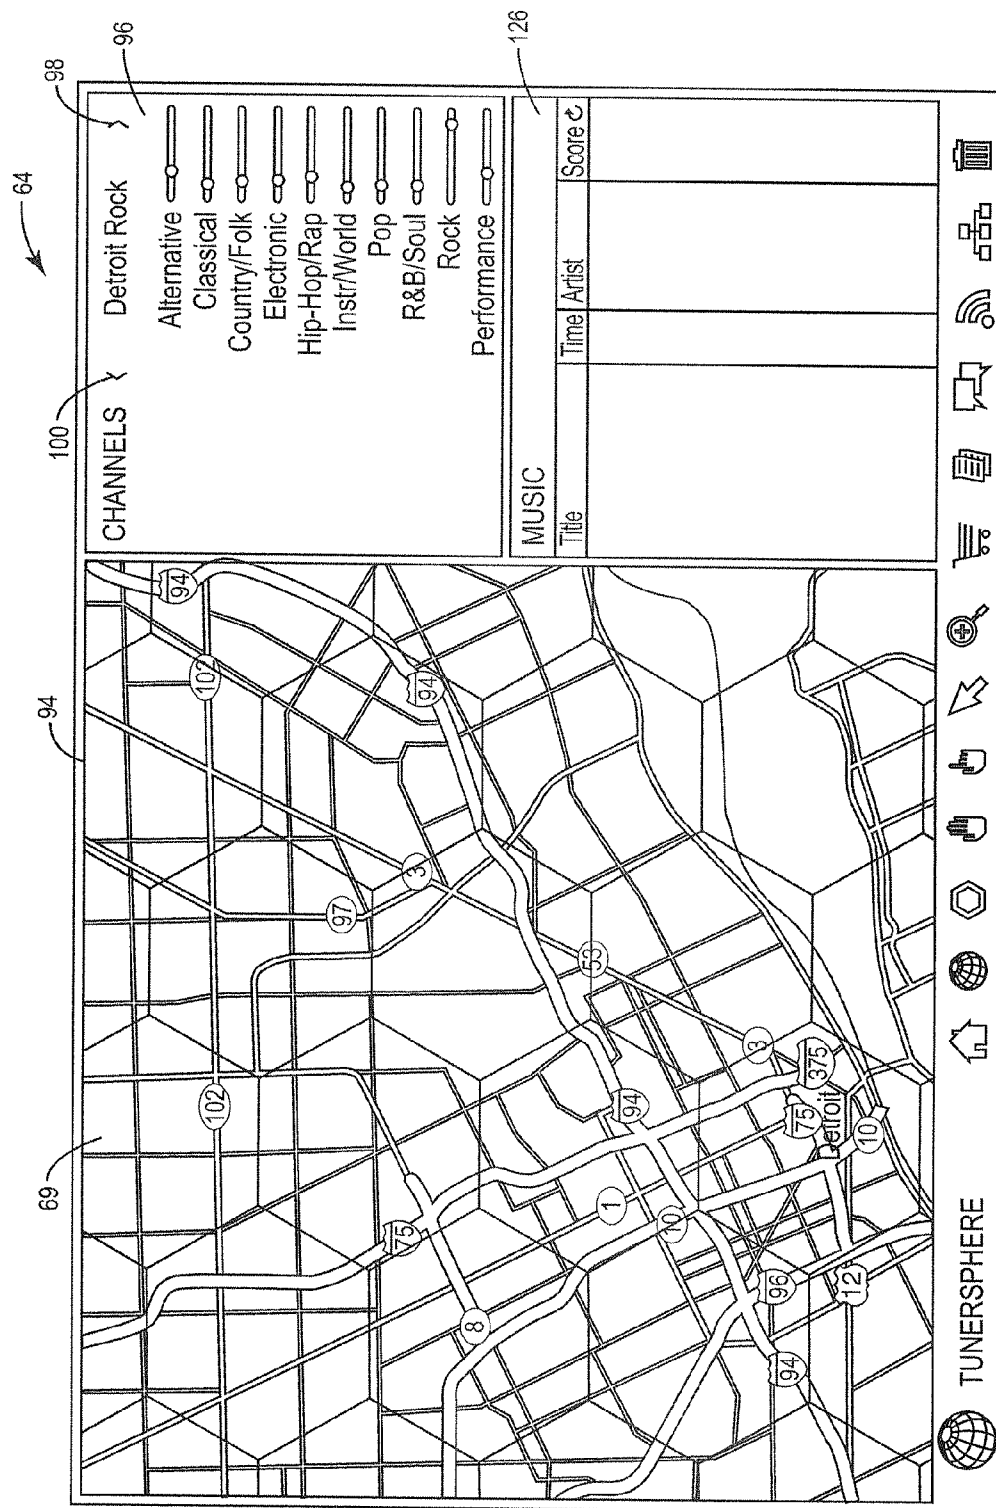 64
69
94
100
98
96
CHANNELS < Detroit Rock >
Alternative
Classical
Country/Folk
Electronic
Hip-Hop/Rap
Instr/World
Pop
R&B/Soul
Rock
Performance
126
MUSIC
Title Time Artist Score
94
102
102
97
94
75
3
8
1
53
94
10
3
75
375
96
94
Detroit
12
10
TUNERSPHERE